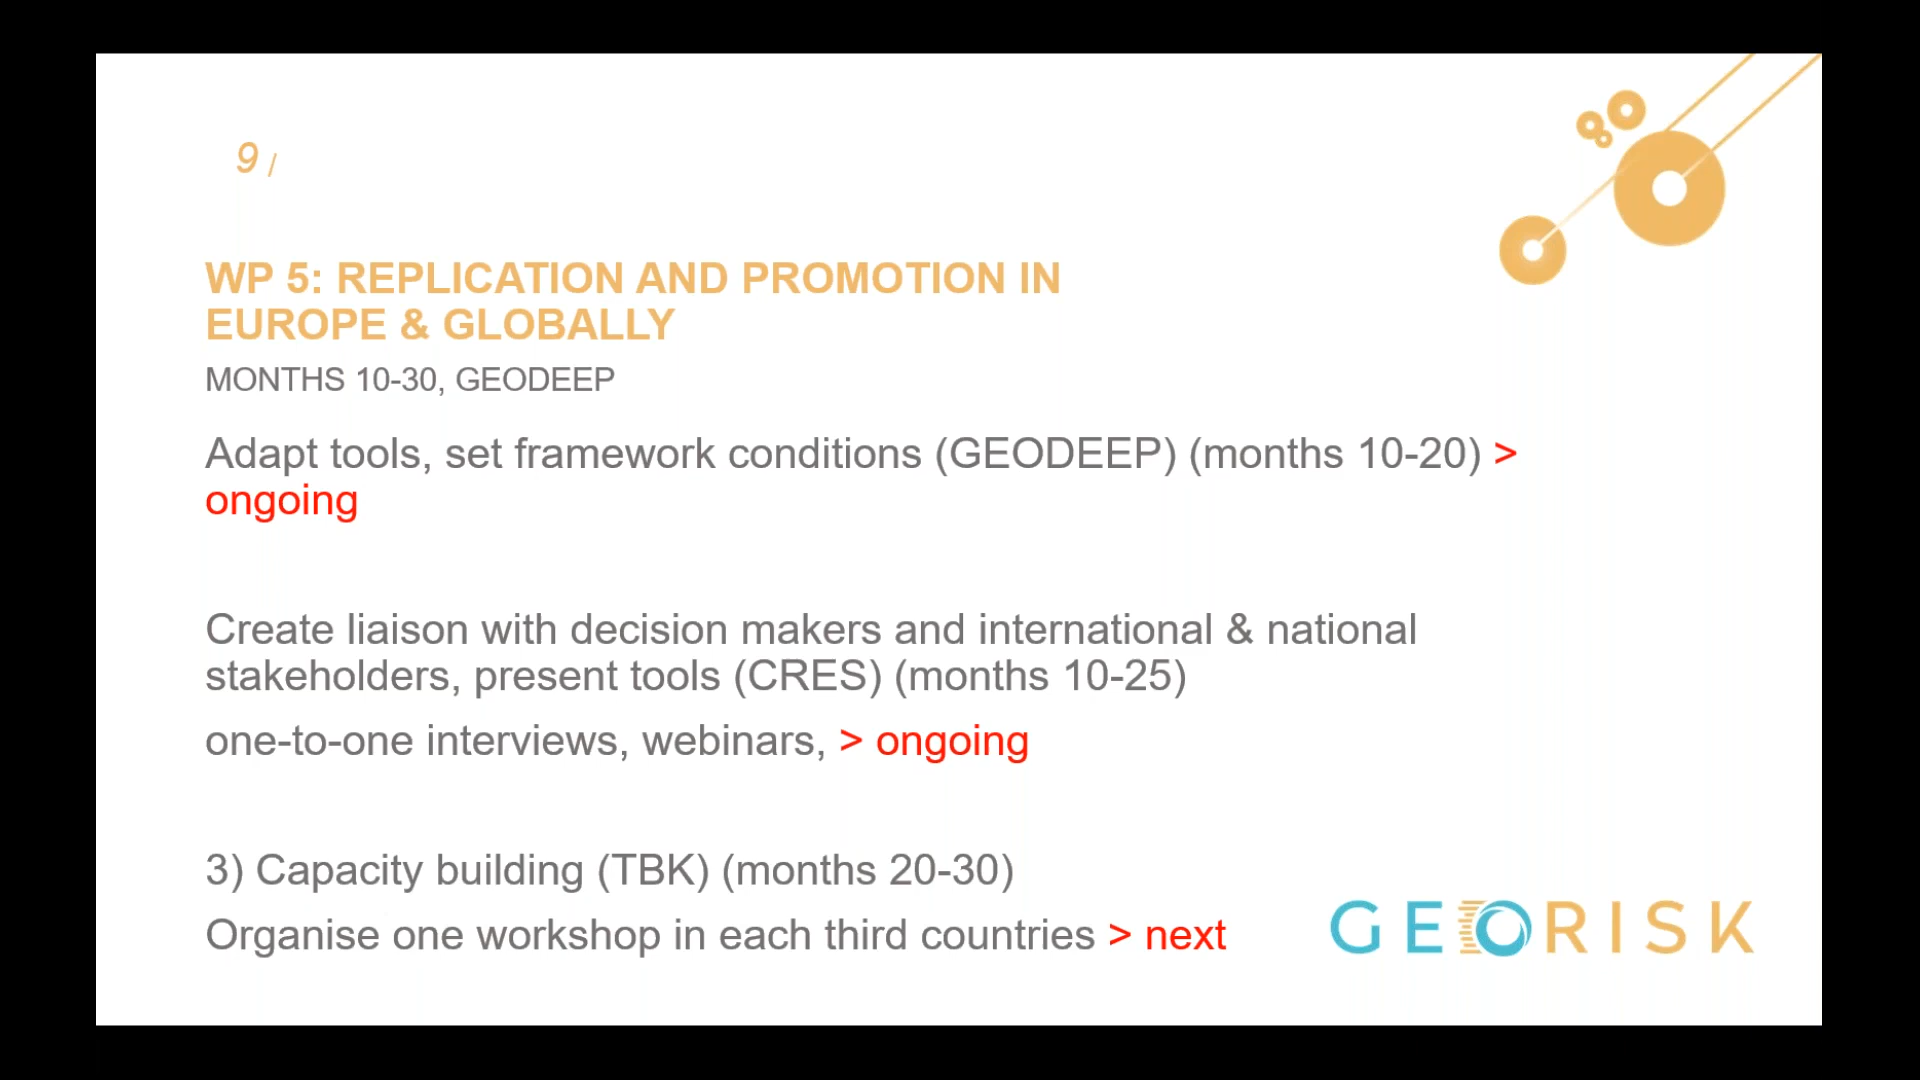 9 /
WP 5: REPLICATION AND PROMOTION IN
EUROPE & GLOBALLY
MONTHS 10-30, GEODEEP
Adapt tools, set framework conditions (GEODEEP) (months 10-20) >
ongoing
Create liaison with decision makers and international & national
stakeholders, present tools (CRES) (months 10-25)
one-to-one interviews, webinars, > ongoing
3) Capacity building (TBK) (months 20-30)
Organise one workshop in each third countries > next
GEORISK